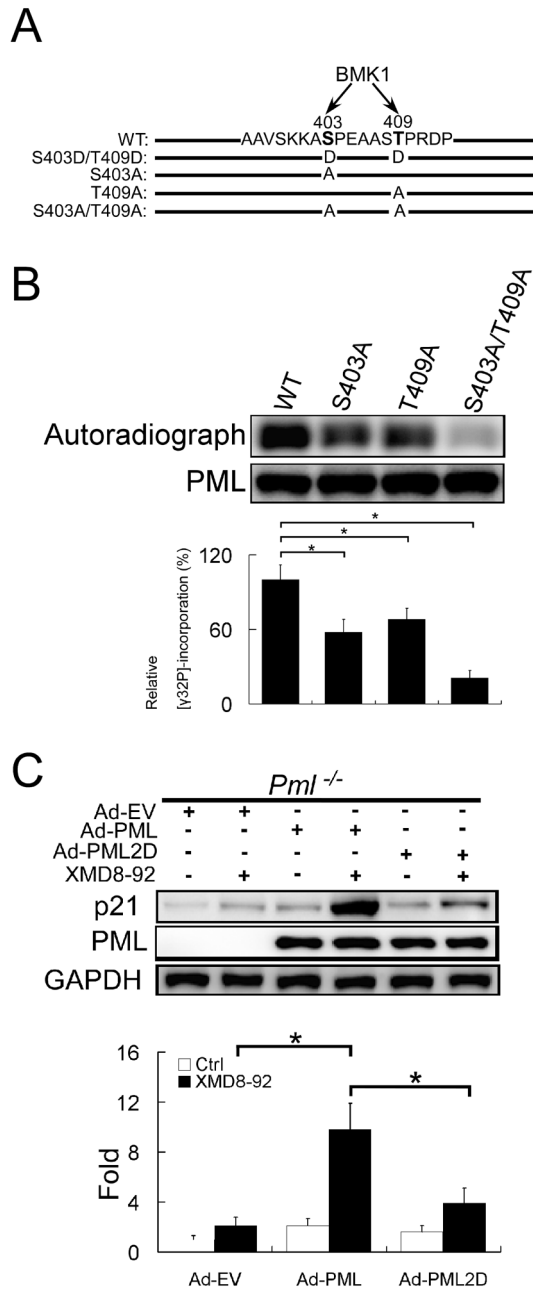 A
BMK1
403 409
WT: AAVSKKASPEAASTPRDP
S403D/T409D: D D
S403A: A
T409A: A
S403A/T409A: A A
B
WT S403A T409A S403A/T409A
Autoradiograph
PML
* * *
Relative
[γ32P]-incorporation (%)
120
60
0
C
Pml -/-
Ad-EV + + - - - -
Ad-PML - - + + - -
Ad-PML2D - - - - + +
XMD8-92 - + - + - +
p21
PML
GAPDH
* *
Ctrl
XMD8-92
Fold
16
12
8
4
0
Ad-EV Ad-PML Ad-PML2D